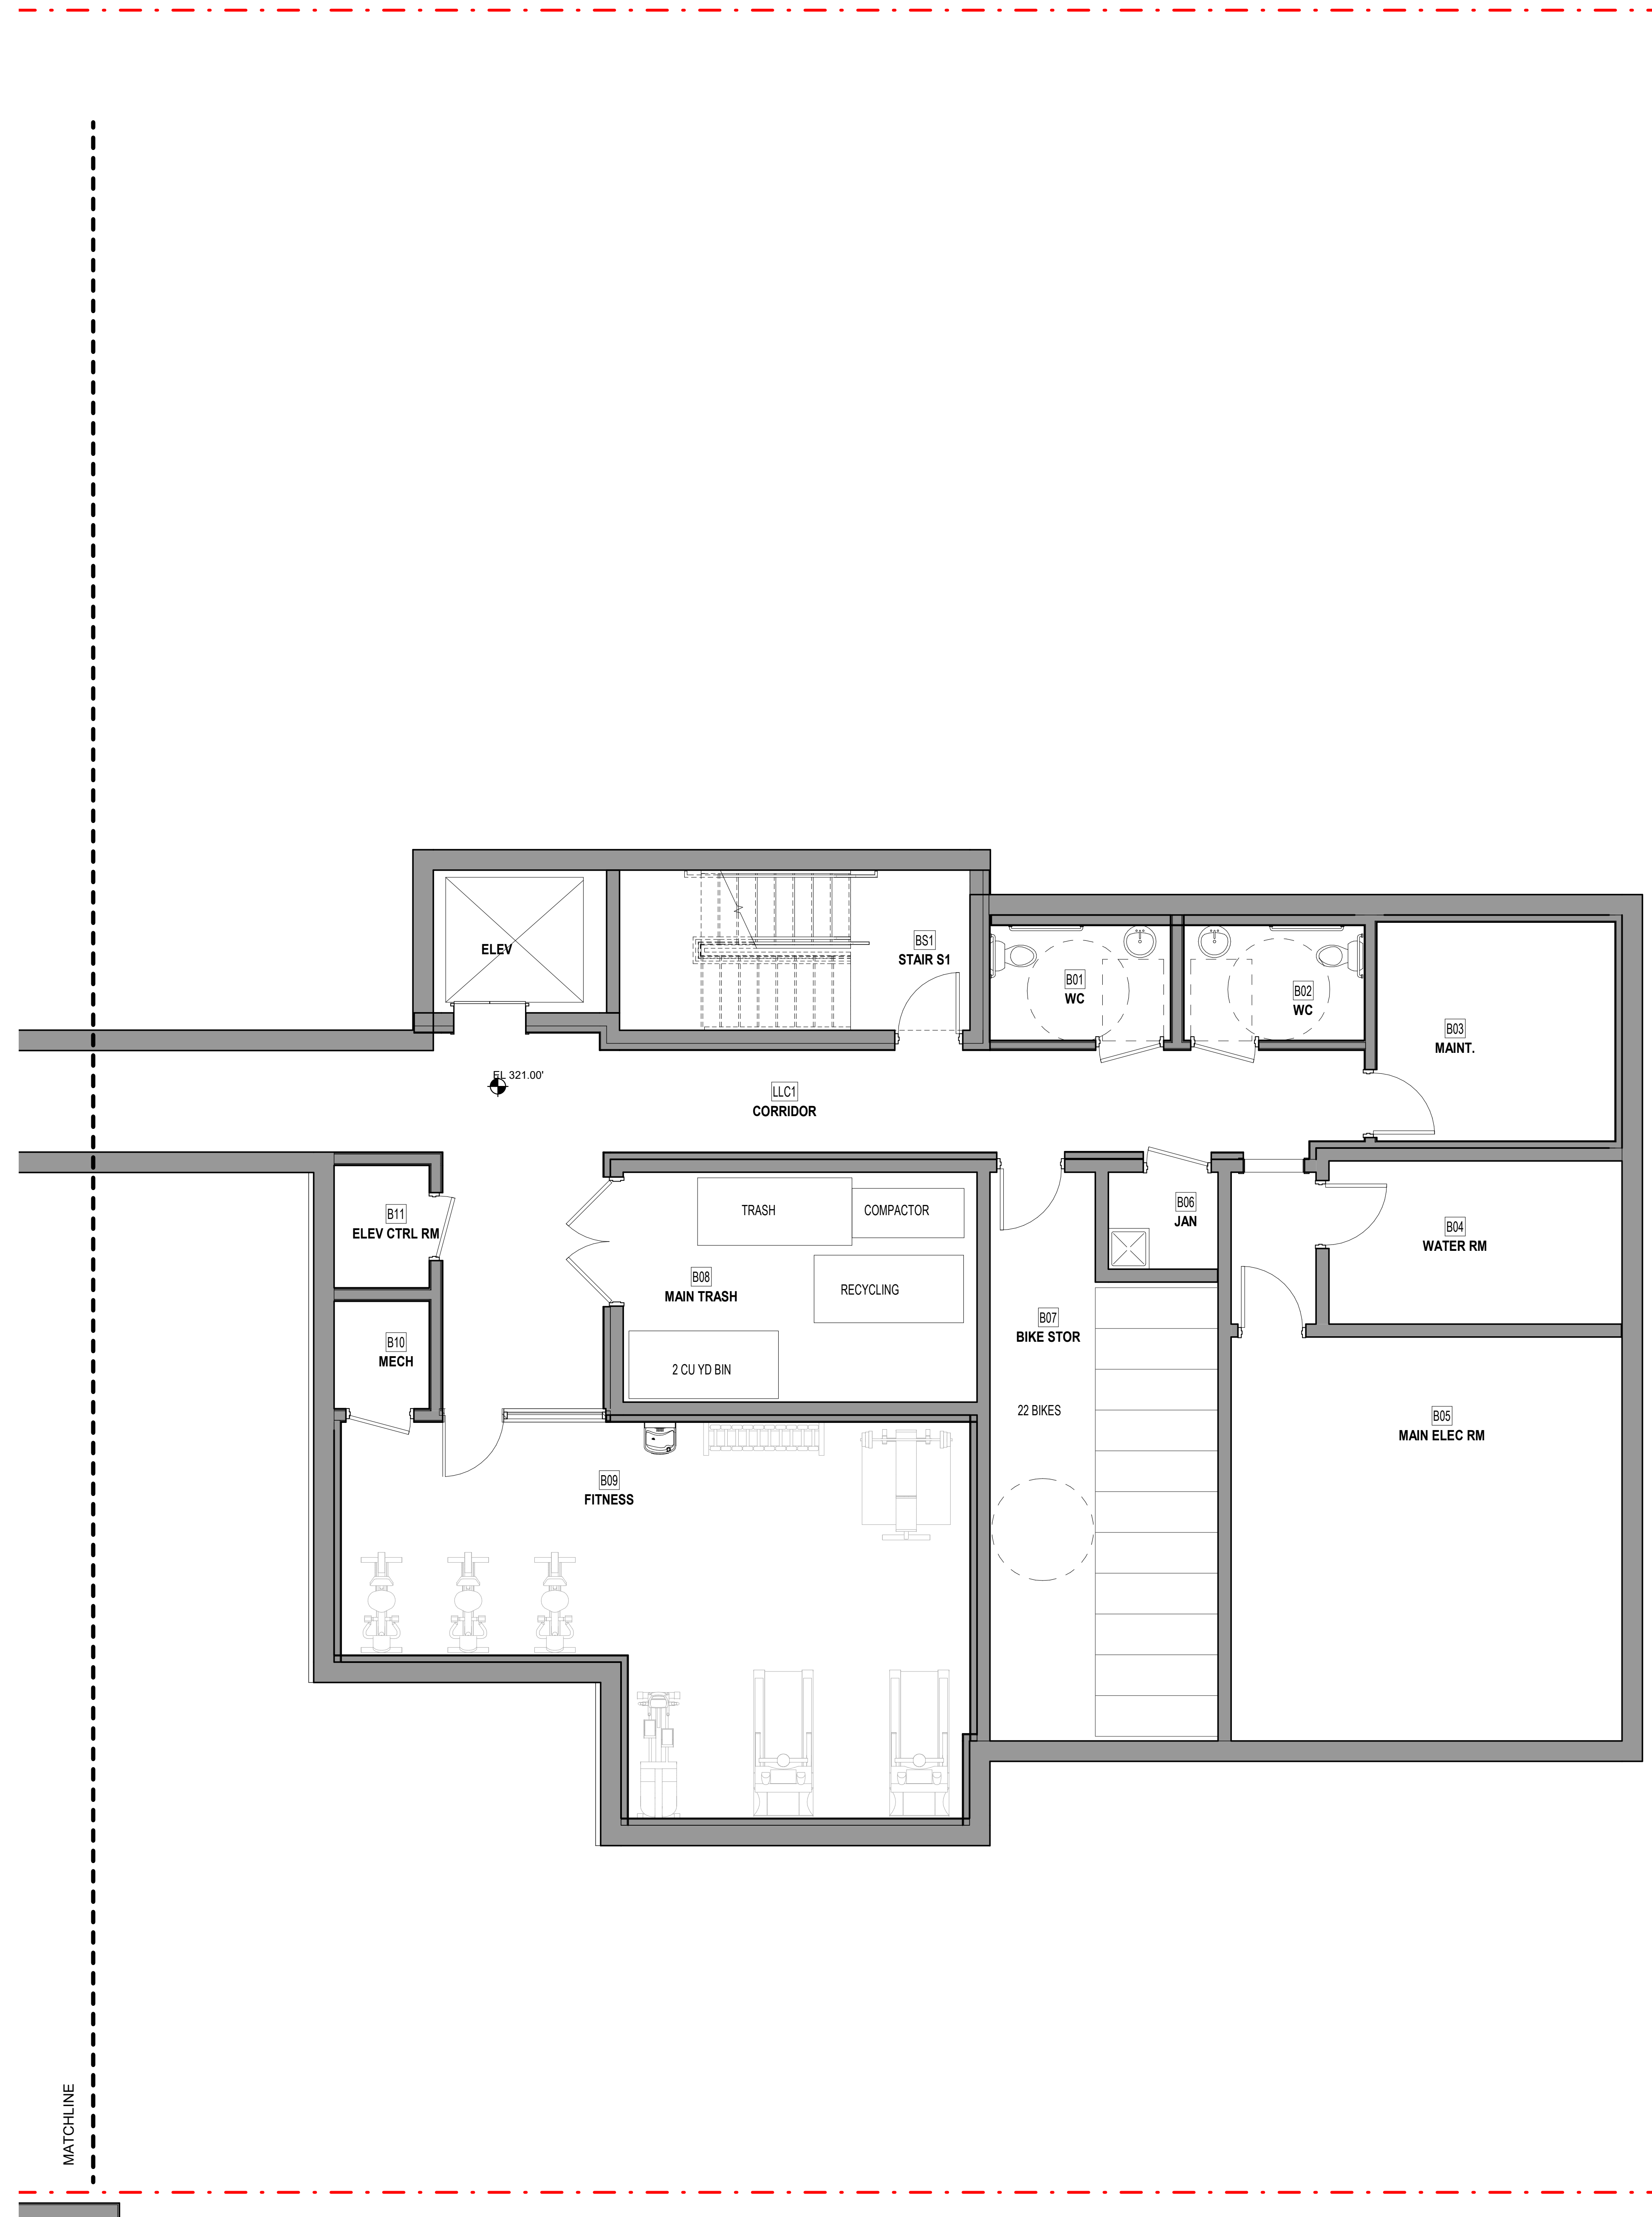 ELEV
BS1
STAIR S1
B01
WC
B02
WC
B03
MAINT.
EL 321.00'
LLC1
CORRIDOR
B11
ELEV CTRL RM
TRASH
COMPACTOR
B06
JAN
B04
WATER RM
B08
MAIN TRASH
RECYCLING
B07
BIKE STOR
B10
MECH
2 CU YD BIN
22 BIKES
B05
MAIN ELEC RM
B09
FITNESS
MATCHLINE